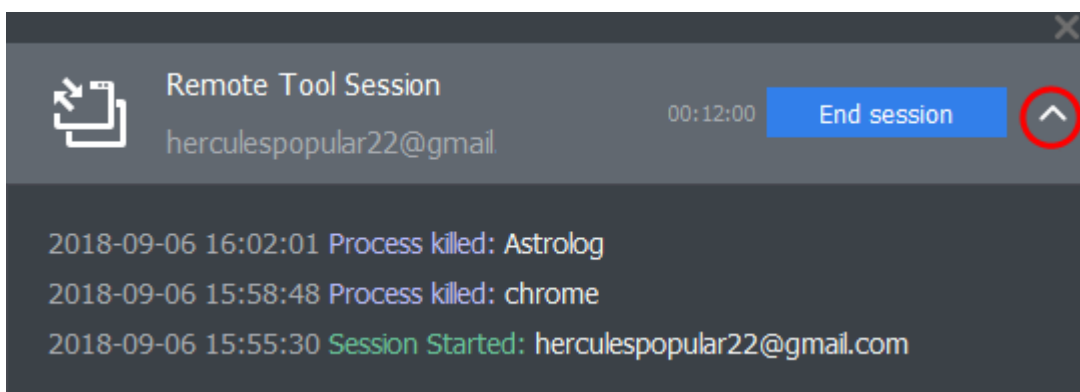 Remote Tool Session
herculespopular22@gmail.
00:12:00
End session
2018-09-06 16:02:01 Process killed: Astrolog
2018-09-06 15:58:48 Process killed: chrome
2018-09-06 15:55:30 Session Started: herculespopular22@gmail.com